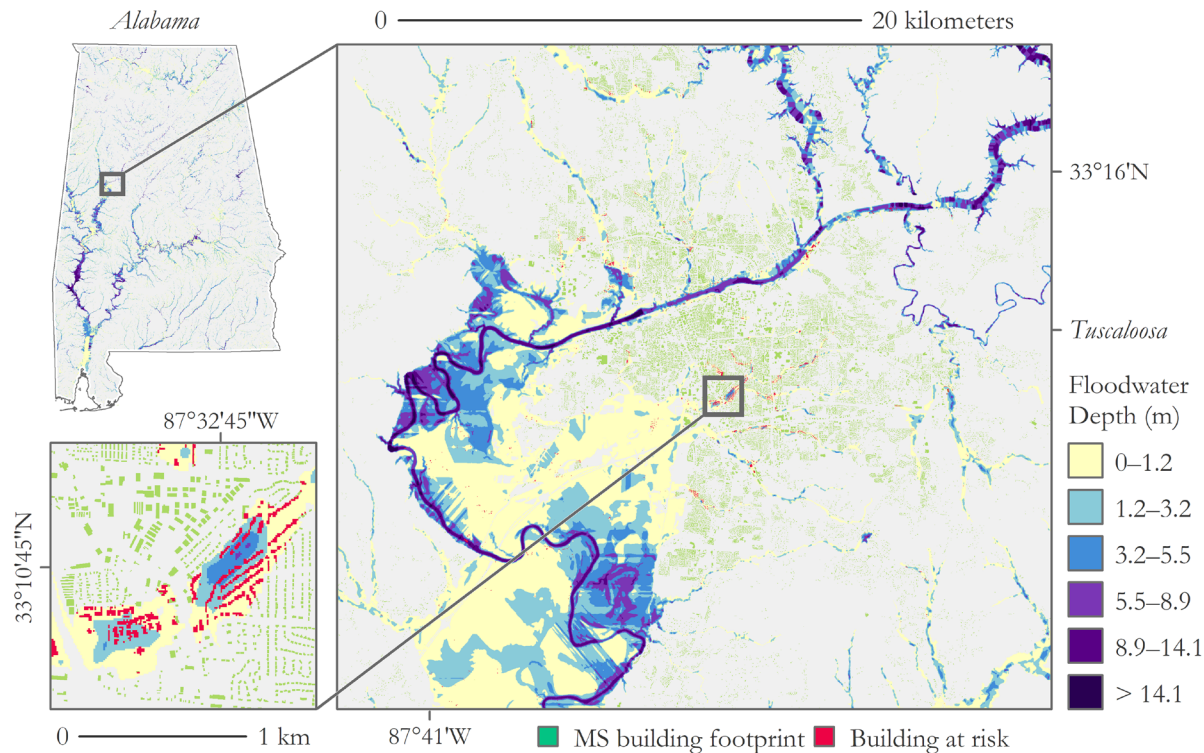 Alabama
0
20 kilometers
33°16'N
Tuscaloosa
Floodwater
Depth (m)
0–1.2
1.2–3.2
3.2–5.5
5.5–8.9
8.9–14.1
> 14.1
87°32'45"W
33°10'45"N
0
1 km
87°41'W
MS building footprint
Building at risk